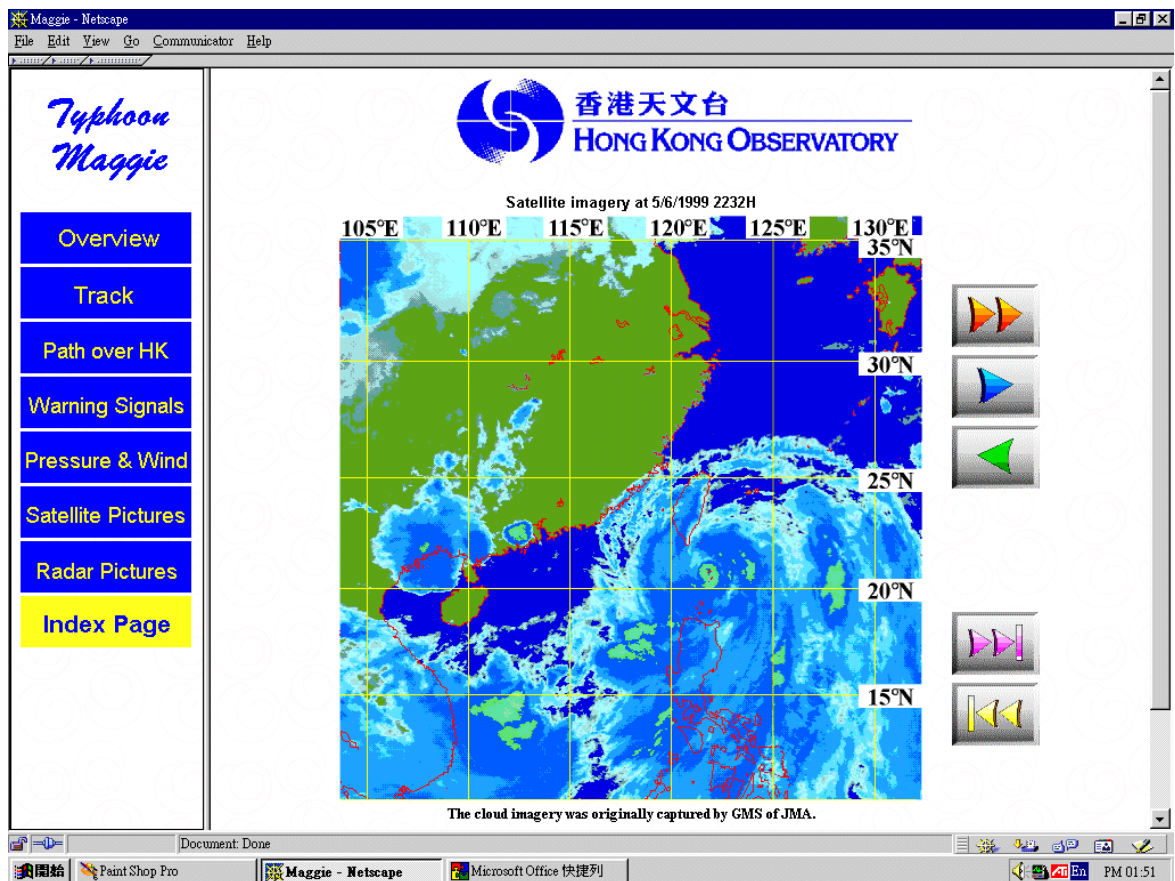 Maggie - Netscape
File Edit View Go Communicator Help
Typhoon
Maggie
Overview
Track
Path over HK
Warning Signals
Pressure & Wind
Satellite Pictures
Radar Pictures
Index Page
香港天文台
HONG KONG OBSERVATORY
Satellite imagery at 5/6/1999 2232H
105°E 110°E 115°E 120°E 125°E 130°E
35°N
30°N
25°N
20°N
15°N
The cloud imagery was originally captured by GMS of JMA.
Document: Done
開始 Paint Shop Pro Maggie - Netscape Microsoft Office 快捷列 En PM 01:51